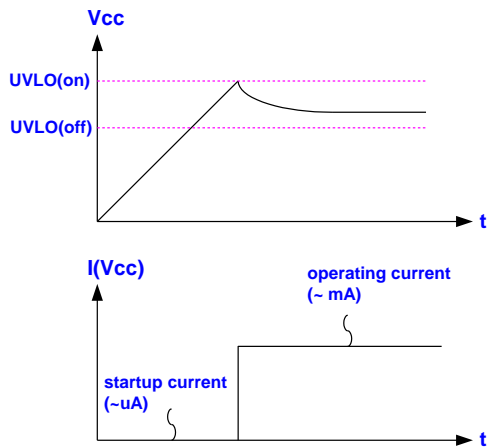 Vcc
UVLO(on)
UVLO(off)
t
I(Vcc)
operating current
(~ mA)
startup current
(~uA)
t